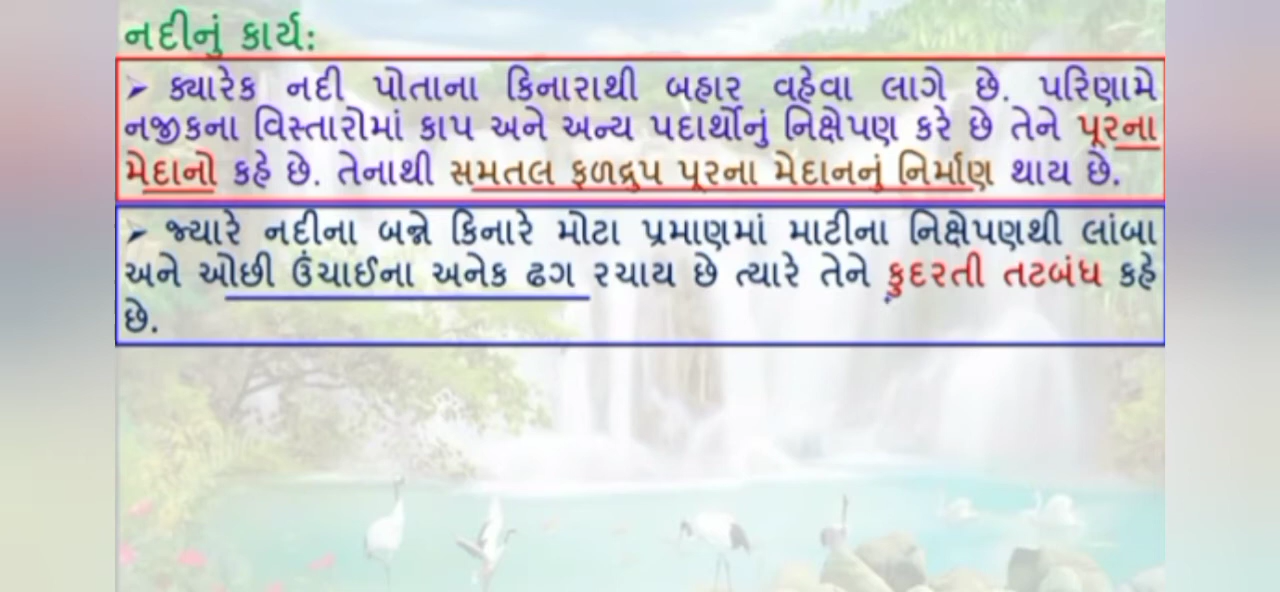 નદીનું કાર્ય:
➢ ક્યારેક નદી પોતાના કિનારાથી બહાર વહેવા લાગે છે. પરિણામે
નજીકના વિસ્તારોમાં કાપ અને અન્ય પદાર્થોનું નિક્ષેપણ કરે છે તેને પૂરના
મેદાનો કહે છે. તેનાથી સમતલ ફળદ્રુપ પૂરના મેદાનનું નિર્માણ થાય છે.
➢ જ્યારે નદીના બન્ને કિનારે મોટા પ્રમાણમાં માટીના નિક્ષેપણથી લાંબા
અને ઓછી ઉંચાઈના અનેક ઢગ રચાય છે ત્યારે તેને કુદરતી તટબંધ કહે
છે.